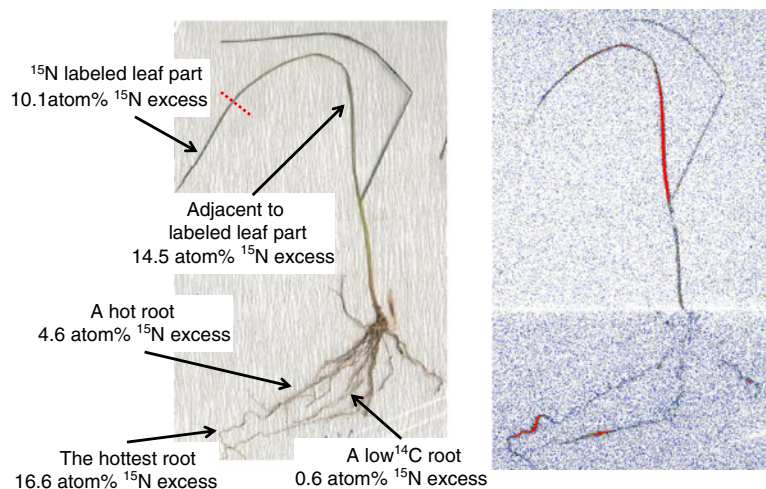 ¹⁵N labeled leaf part
10.1atom% ¹⁵N excess
Adjacent to
labeled leaf part
14.5 atom% ¹⁵N excess
A hot root
4.6 atom% ¹⁵N excess
The hottest root
16.6 atom% ¹⁵N excess
A low¹⁴C root
0.6 atom% ¹⁵N excess